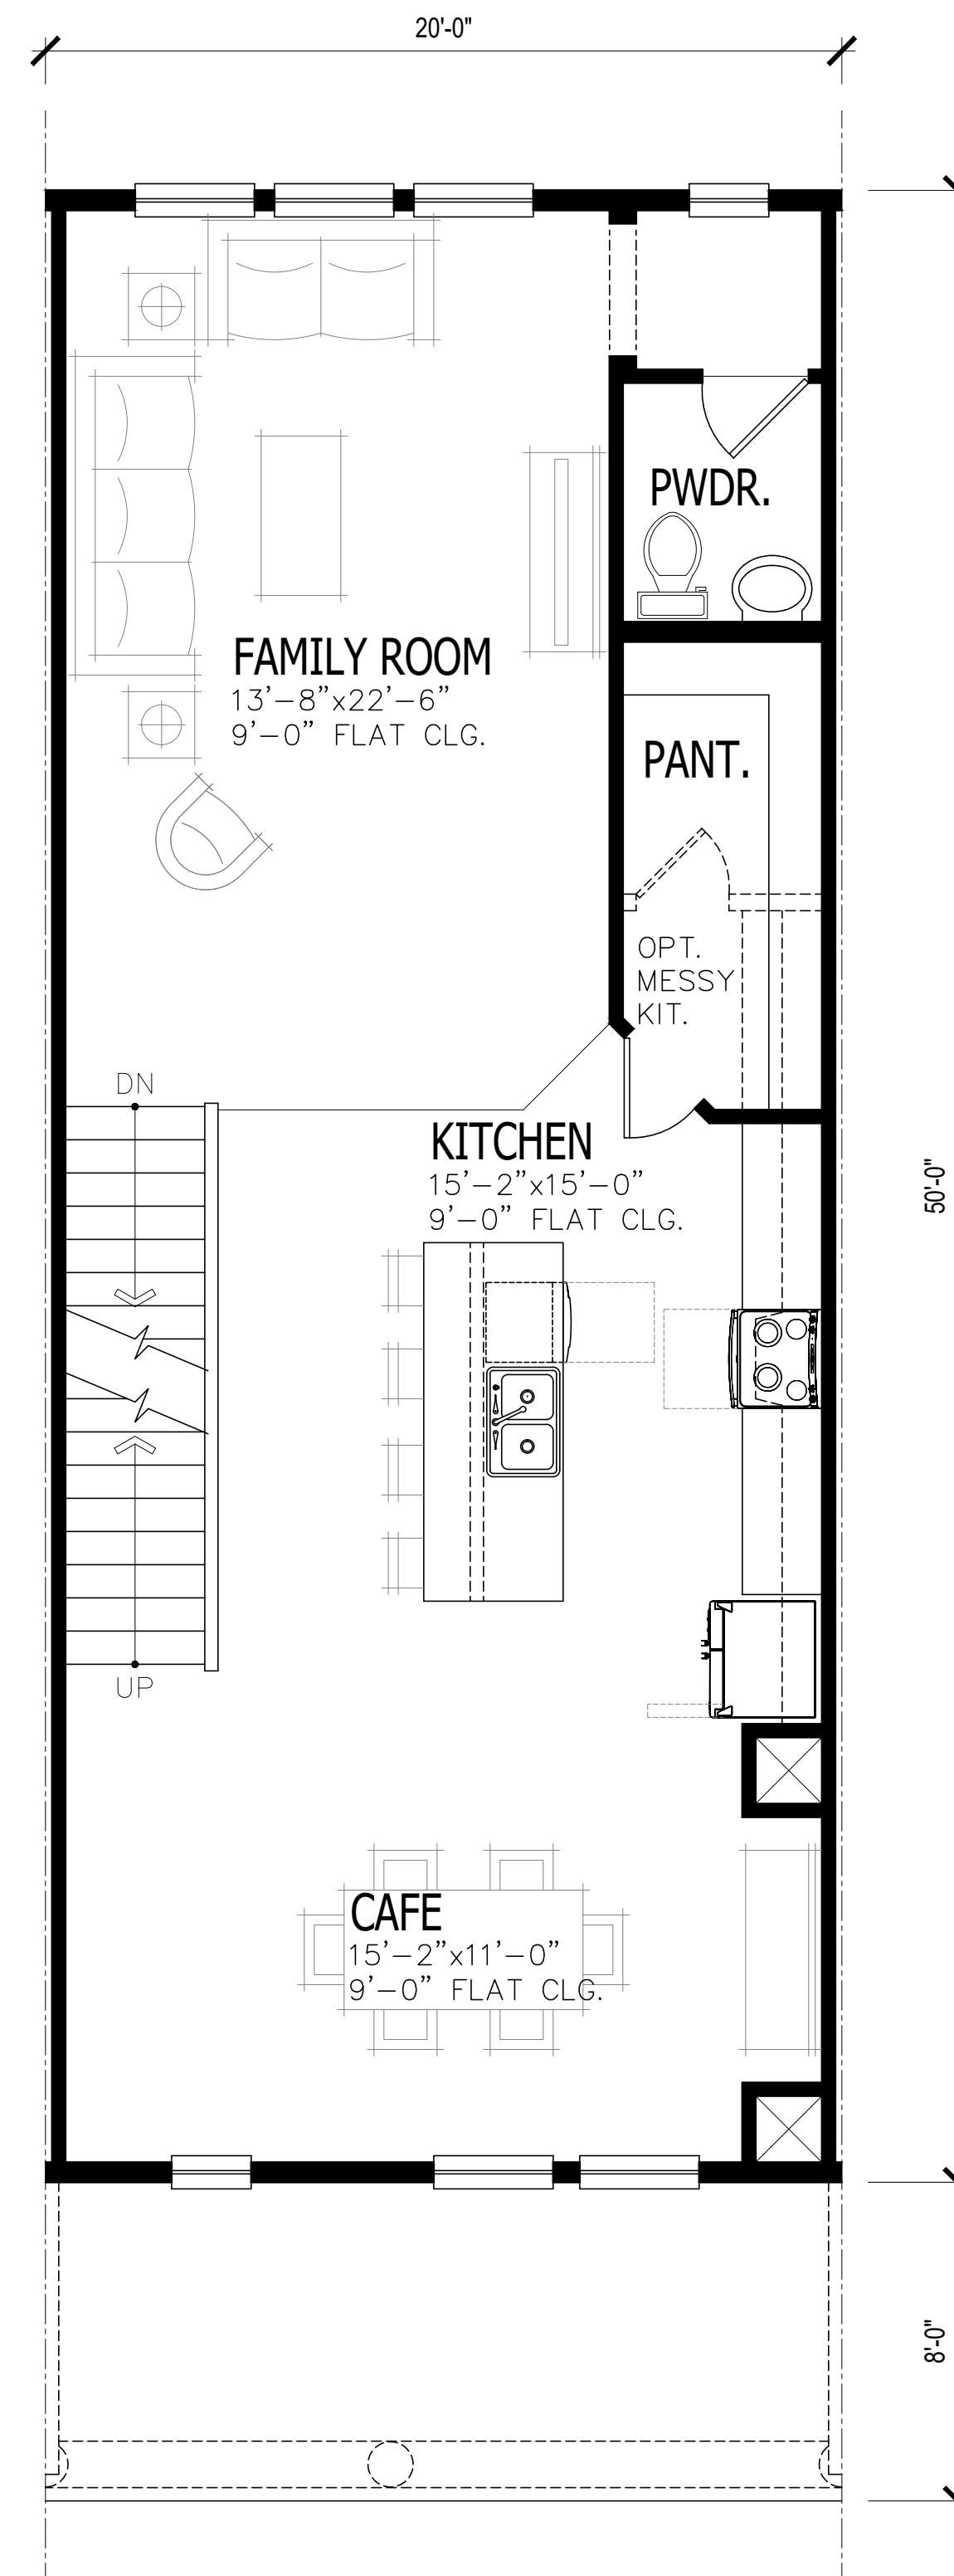 20'-0"
PWDR.
FAMILY ROOM
13'-8"x22'-6"
9'-0" FLAT CLG.
PANT.
OPT.
MESSY
KIT.
DN
KITCHEN
15'-2"x15'-0"
9'-0" FLAT CLG.
50'-0"
UP
CAFE
15'-2"x11'-0"
9'-0" FLAT CLG.
8'-0"